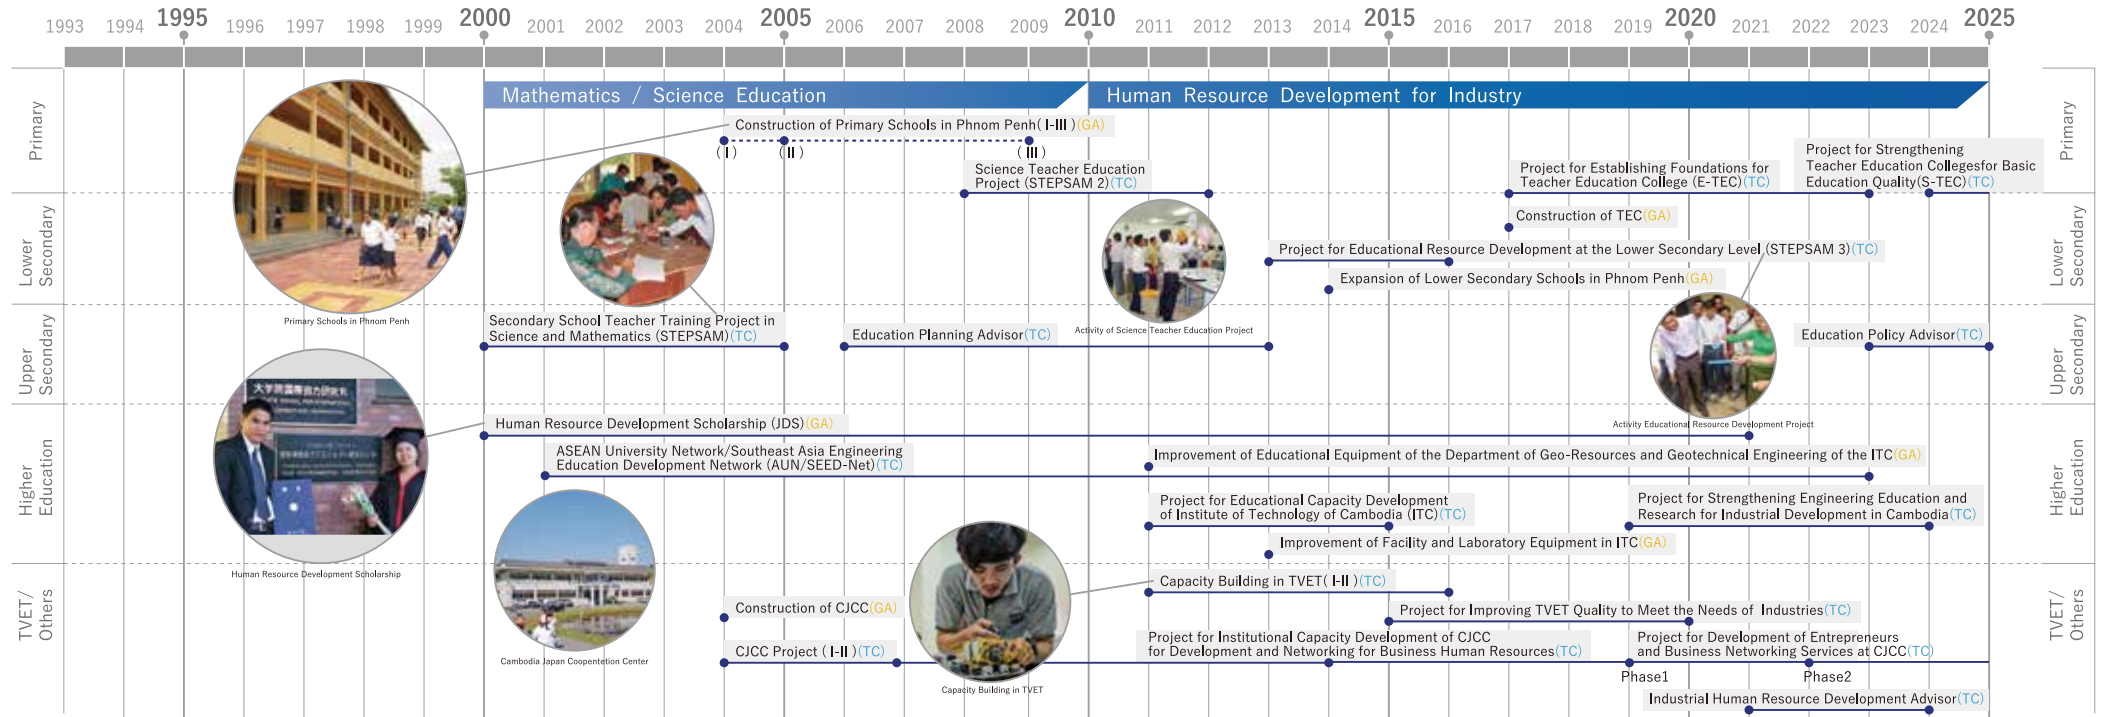 1993 1994 1995 1996 1997 1998 1999 2000 2001 2002 2003 2004 2005 2006 2007 2008 2009 2010 2011 2012 2013 2014 2015 2016 2017 2018 2019 2020 2021 2022 2023 2024 2025
Primary
Mathematics / Science Education
Human Resource Development for Industry
Primary
Construction of Primary Schools in Phnom Penh( I-III )(GA)
( I ) ( II ) ( III )
Science Teacher Education
Project (STEPSAM 2)(TC)
Project for Establishing Foundations for
Teacher Education College (E-TEC)(TC)
Project for Strengthening
Teacher Education Collegesfor Basic
Education Quality(S-TEC)(TC)
Lower
Secondary
Construction of TEC(GA)
Project for Educational Resource Development at the Lower Secondary Level (STEPSAM 3)(TC)
Expansion of Lower Secondary Schools in Phnom Penh(GA)
Lower
Secondary
Primary Schools in Phnom Penh
Upper
Secondary
Secondary School Teacher Training Project in
Science and Mathematics (STEPSAM)(TC)
Education Planning Advisor(TC)
Activity of Science Teacher Education Project
Education Policy Advisor(TC)
Upper
Secondary
Activity Educational Resource Development Project
Higher
Education
Human Resource Development Scholarship (JDS)(GA)
ASEAN University Network/Southeast Asia Engineering
Education Development Network (AUN/SEED-Net)(TC)
Improvement of Educational Equipment of the Department of Geo-Resources and Geotechnical Engineering of the ITC(GA)
Project for Educational Capacity Development
of Institute of Technology of Cambodia (ITC)(TC)
Project for Strengthening Engineering Education and
Research for Industrial Development in Cambodia(TC)
Improvement of Facility and Laboratory Equipment in ITC(GA)
Higher
Education
Human Resource Development Scholarship
TVET/
Others
Capacity Building in TVET( I-II )(TC)
Construction of CJCC(GA)
Project for Improving TVET Quality to Meet the Needs of Industries(TC)
CJCC Project ( I-II )(TC)
Project for Institutional Capacity Development of CJCC
for Development and Networking for Business Human Resources(TC)
Project for Development of Entrepreneurs
and Business Networking Services at CJCC(TC)
Phase1
Phase2
Industrial Human Resource Development Advisor(TC)
TVET/
Others
Cambodia Japan Coopentetion Center
Capacity Building in TVET